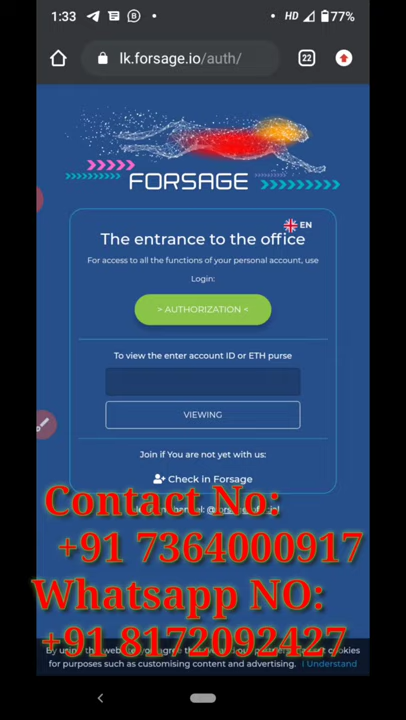 1:33
HD
77%
lk.forsage.io/auth/
22
FORSAGE
EN
The entrance to the office
For access to all the functions of your personal account, use
Login:
> AUTHORIZATION <
To view the enter account ID or ETH purse
VIEWING
Join if You are not yet with us:
Check in Forsage
Contact No:
+91 7364000917
Whatsapp NO:
+91 8172092427
for purposes such as customising content and advertising. I Understand